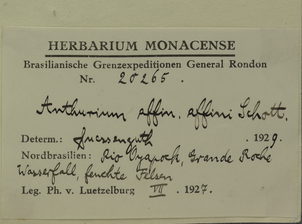 HERBARIUM MONACENSE
Brasilianische Grenzexpeditionen General Rondon
Nr. 20265.
Anthurium affin. affini Schott.
Determ.: Suessenguth 1929.
Nordbrasilien: Rio Oyapock, Grande Roche
Wasserfall, feuchte Felsen
Leg. Ph. v. Luetzelburg VII. 1927.